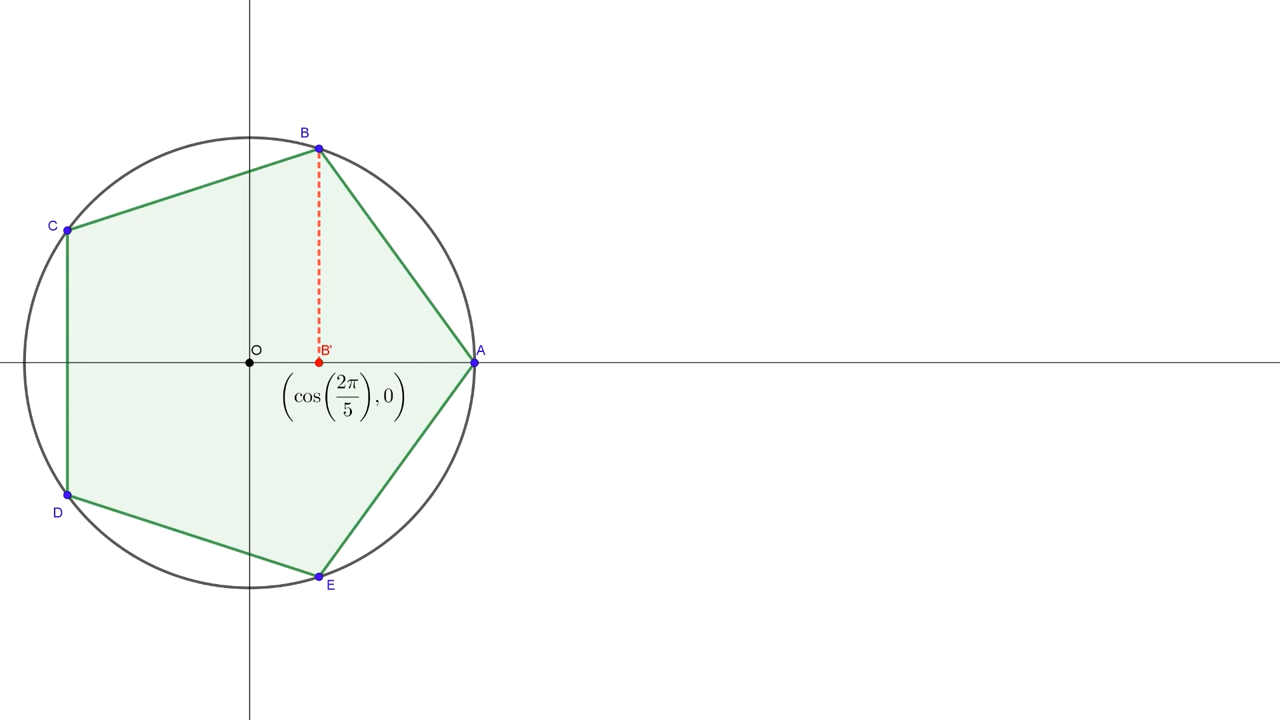 B
C
O
B'
A
(cos(2π/5), 0)
D
E